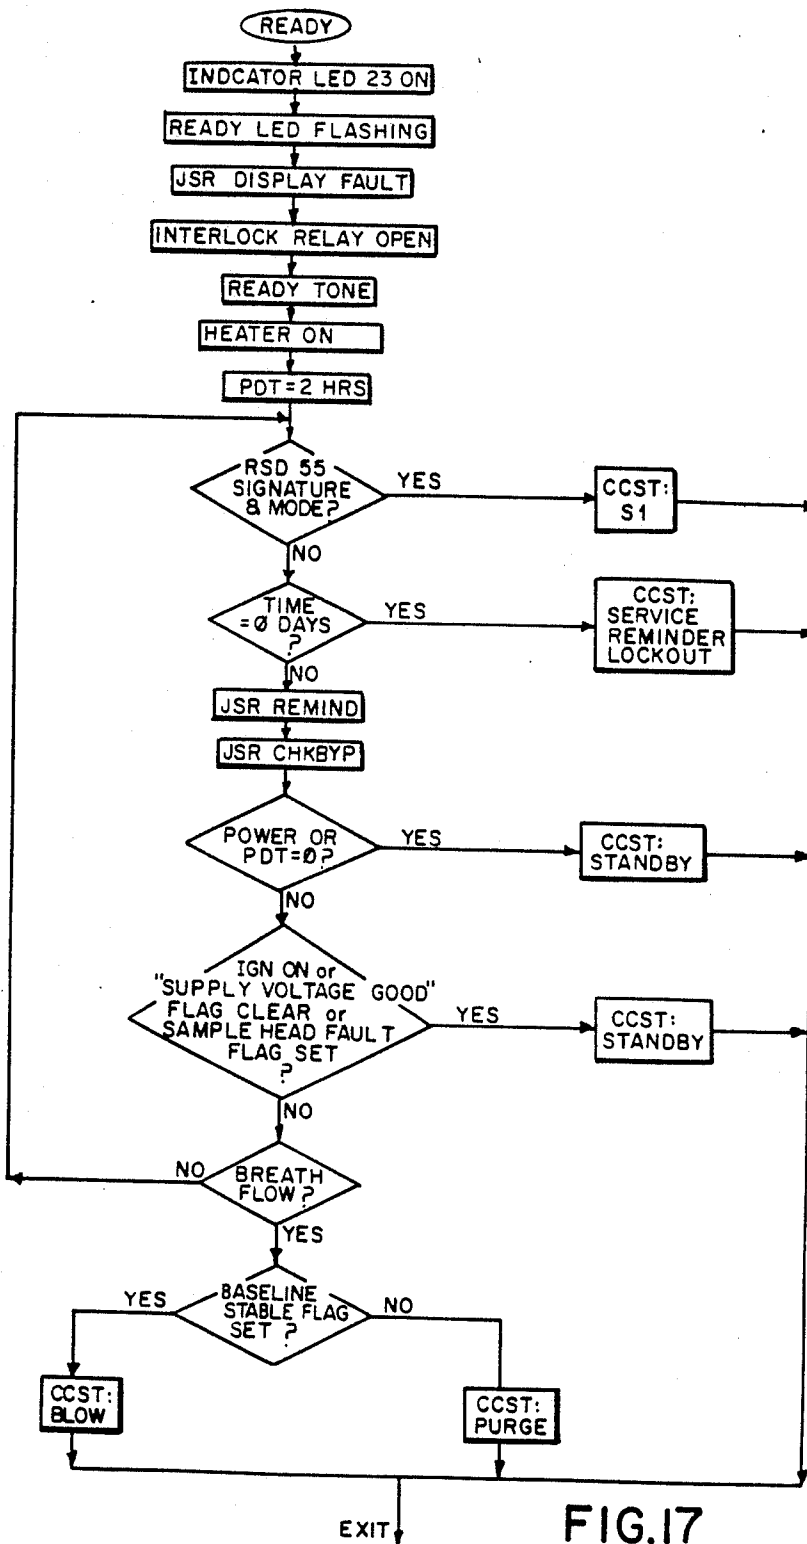 READY
INDCATOR LED 23 ON
READY LED FLASHING
JSR DISPLAY FAULT
INTERLOCK RELAY OPEN
READY TONE
HEATER ON
PDT=2 HRS
RSD 55
SIGNATURE
& MODE?
YES
CCST:
S1
NO
TIME
=Ø DAYS
?
YES
CCST:
SERVICE
REMINDER
LOCKOUT
NO
JSR REMIND
JSR CHKBYP
POWER OR
PDT=Ø?
YES
CCST:
STANDBY
NO
IGN ON or
"SUPPLY VOLTAGE GOOD"
FLAG CLEAR or
SAMPLE HEAD FAULT
FLAG SET
?
YES
CCST:
STANDBY
NO
NO
BREATH
FLOW?
YES
BASELINE
STABLE FLAG
SET ?
YES
NO
CCST:
BLOW
CCST:
PURGE
EXIT
FIG.17